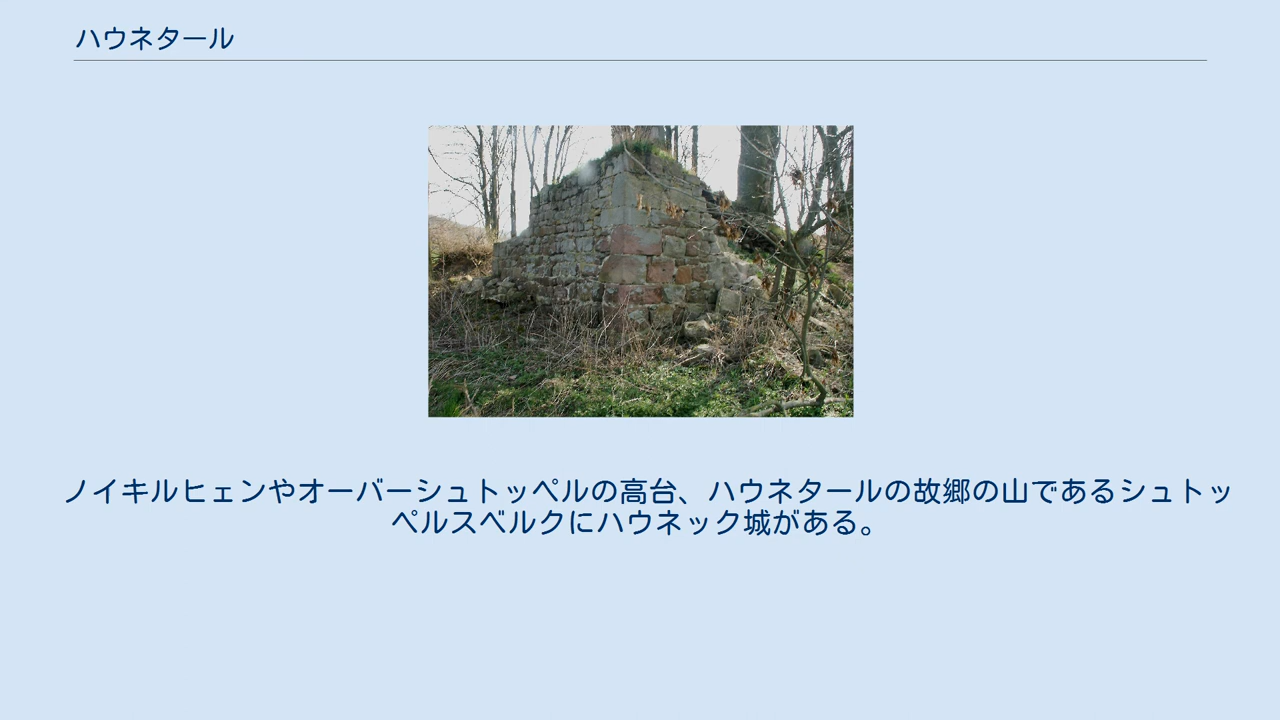 ハウネタール
ノイキルヒェンやオーバーシュトッペルの高台、ハウネタールの故郷の山であるシュトッ
ペルスベルクにハウネック城がある。